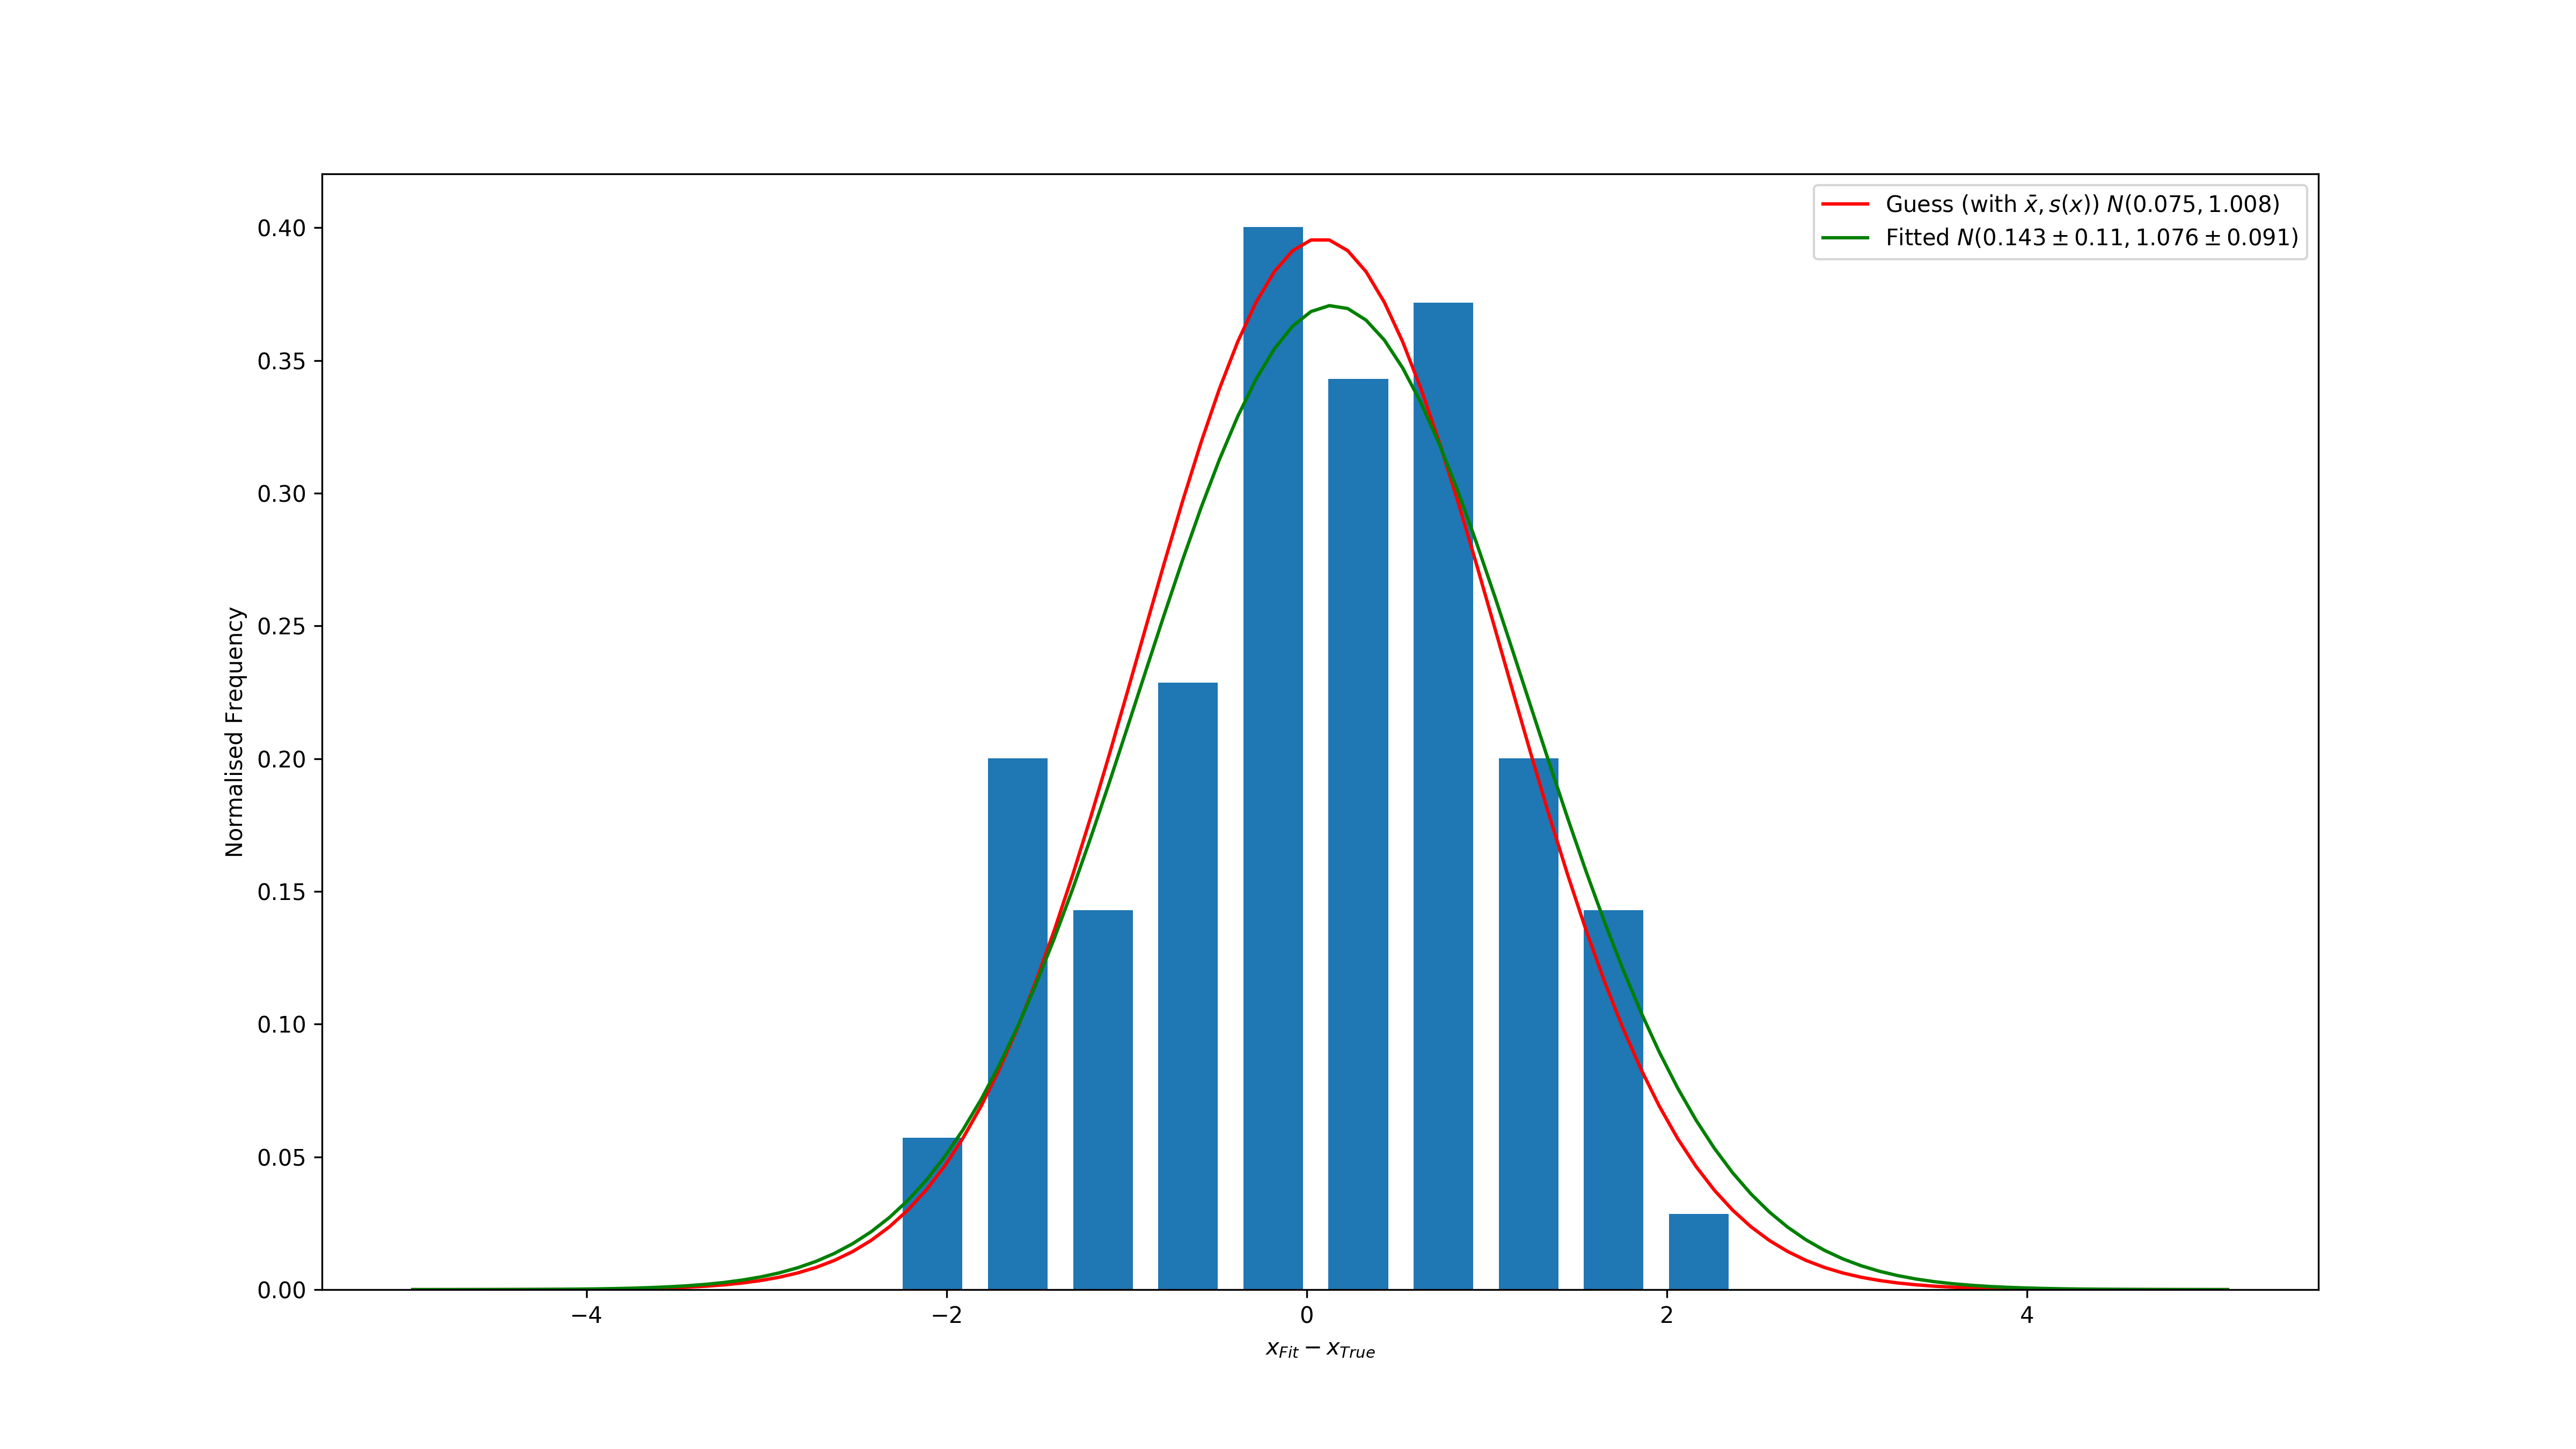 Guess (with x̄, s(x)) N(0.075, 1.008)
Fitted N(0.143 ± 0.11, 1.076 ± 0.091)
Normalised Frequency
0.40
0.35
0.30
0.25
0.20
0.15
0.10
0.05
0.00
−4 −2 0 2 4
x_Fit − x_True